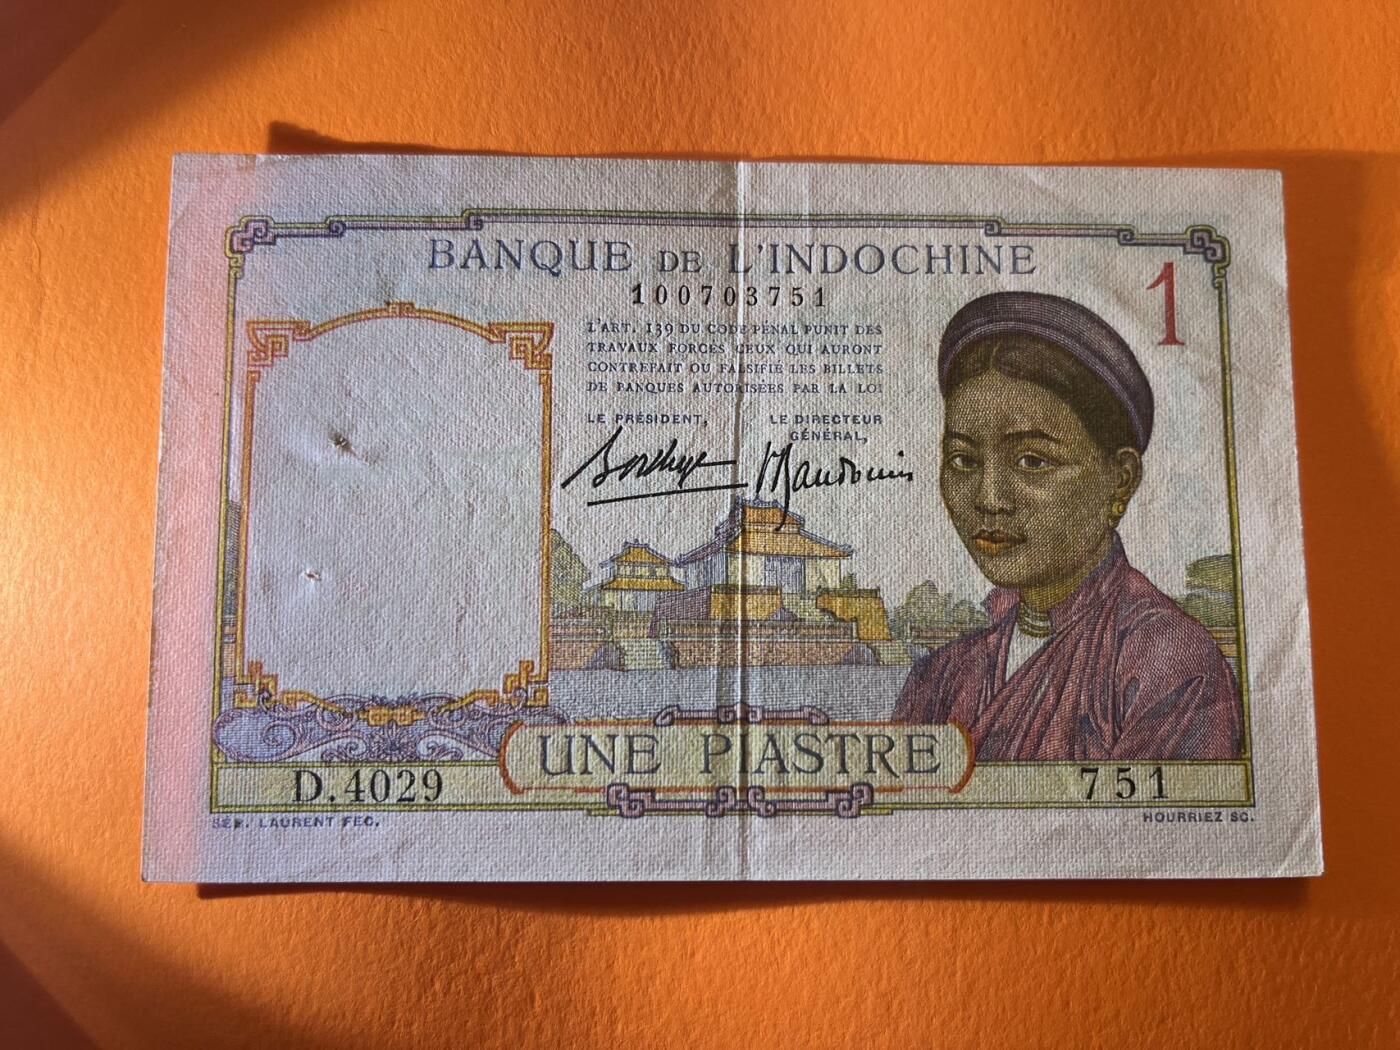 BANQUE DE L'INDOCHINE
1
100703751
L'ART. 139 DU CODE PÉNAL PUNIT DES
TRAVAUX FORCÉS CEUX QUI AURONT
CONTREFAIT OU FALSIFIÉ LES BILLETS
DE BANQUES AUTORISÉES PAR LA LOI
LE PRÉSIDENT,
LE DIRECTEUR
GÉNÉRAL,
UNE PIASTRE
D.4029
751
SÉB. LAURENT FEC.
HOURRIEZ SC.